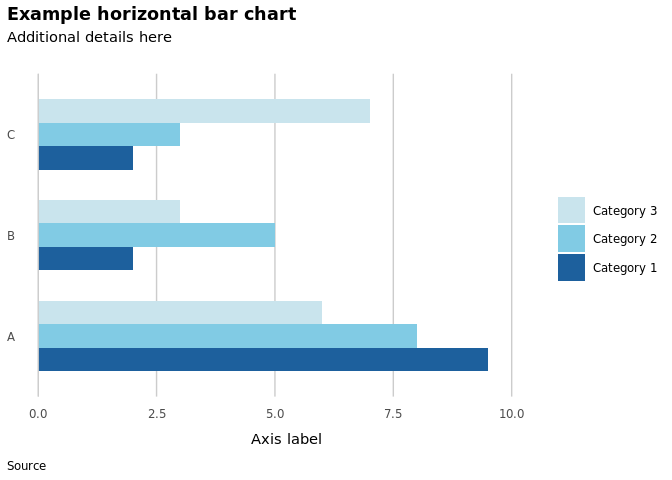 Example horizontal bar chart
Additional details here
C
B
A
Category 3
Category 2
Category 1
0.0 2.5 5.0 7.5 10.0
Axis label
Source